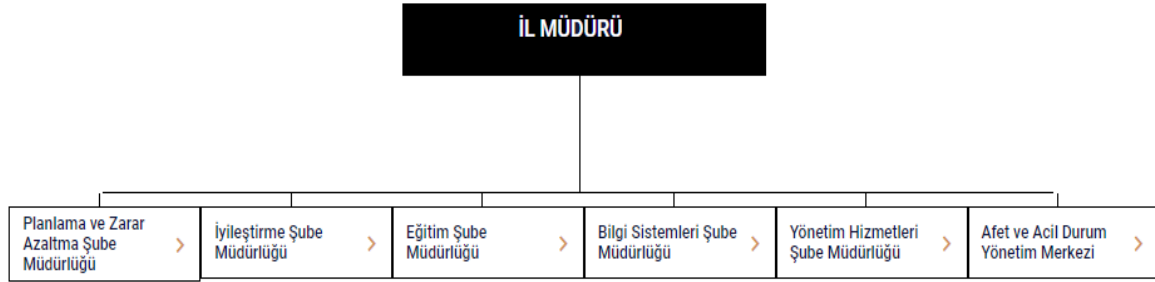 İL MÜDÜRÜ
Planlama ve Zarar
Azaltma Şube
Müdürlüğü
İyileştirme Şube
Müdürlüğü
Eğitim Şube
Müdürlüğü
Bilgi Sistemleri Şube
Müdürlüğü
Yönetim Hizmetleri
Şube Müdürlüğü
Afet ve Acil Durum
Yönetim Merkezi